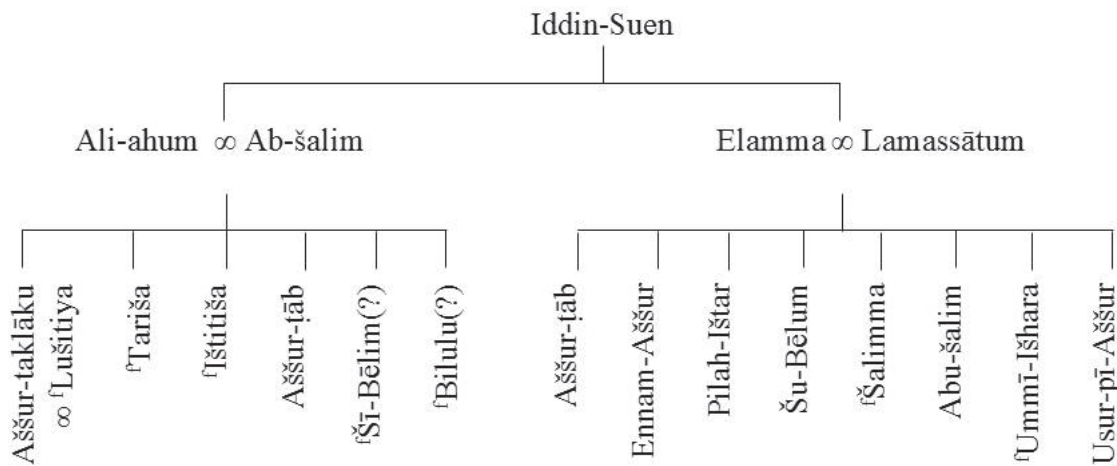 Iddin-Suen
Ali-ahum ∞ Ab-šalim
Elamma ∞ Lamassātum
Aššur-taklāku
∞ ᶠLušitiya
ᶠTariša
ᶠIštitiša
Aššur-ṭāb
ᶠŠī-Bēlim(?)
ᶠBilulu(?)
Aššur-ṭāb
Ennam-Aššur
Pilah-Ištar
Šu-Bēlum
ᶠŠalimma
Abu-šalim
ᶠUmmī-Išhara
Usur-pī-Aššur